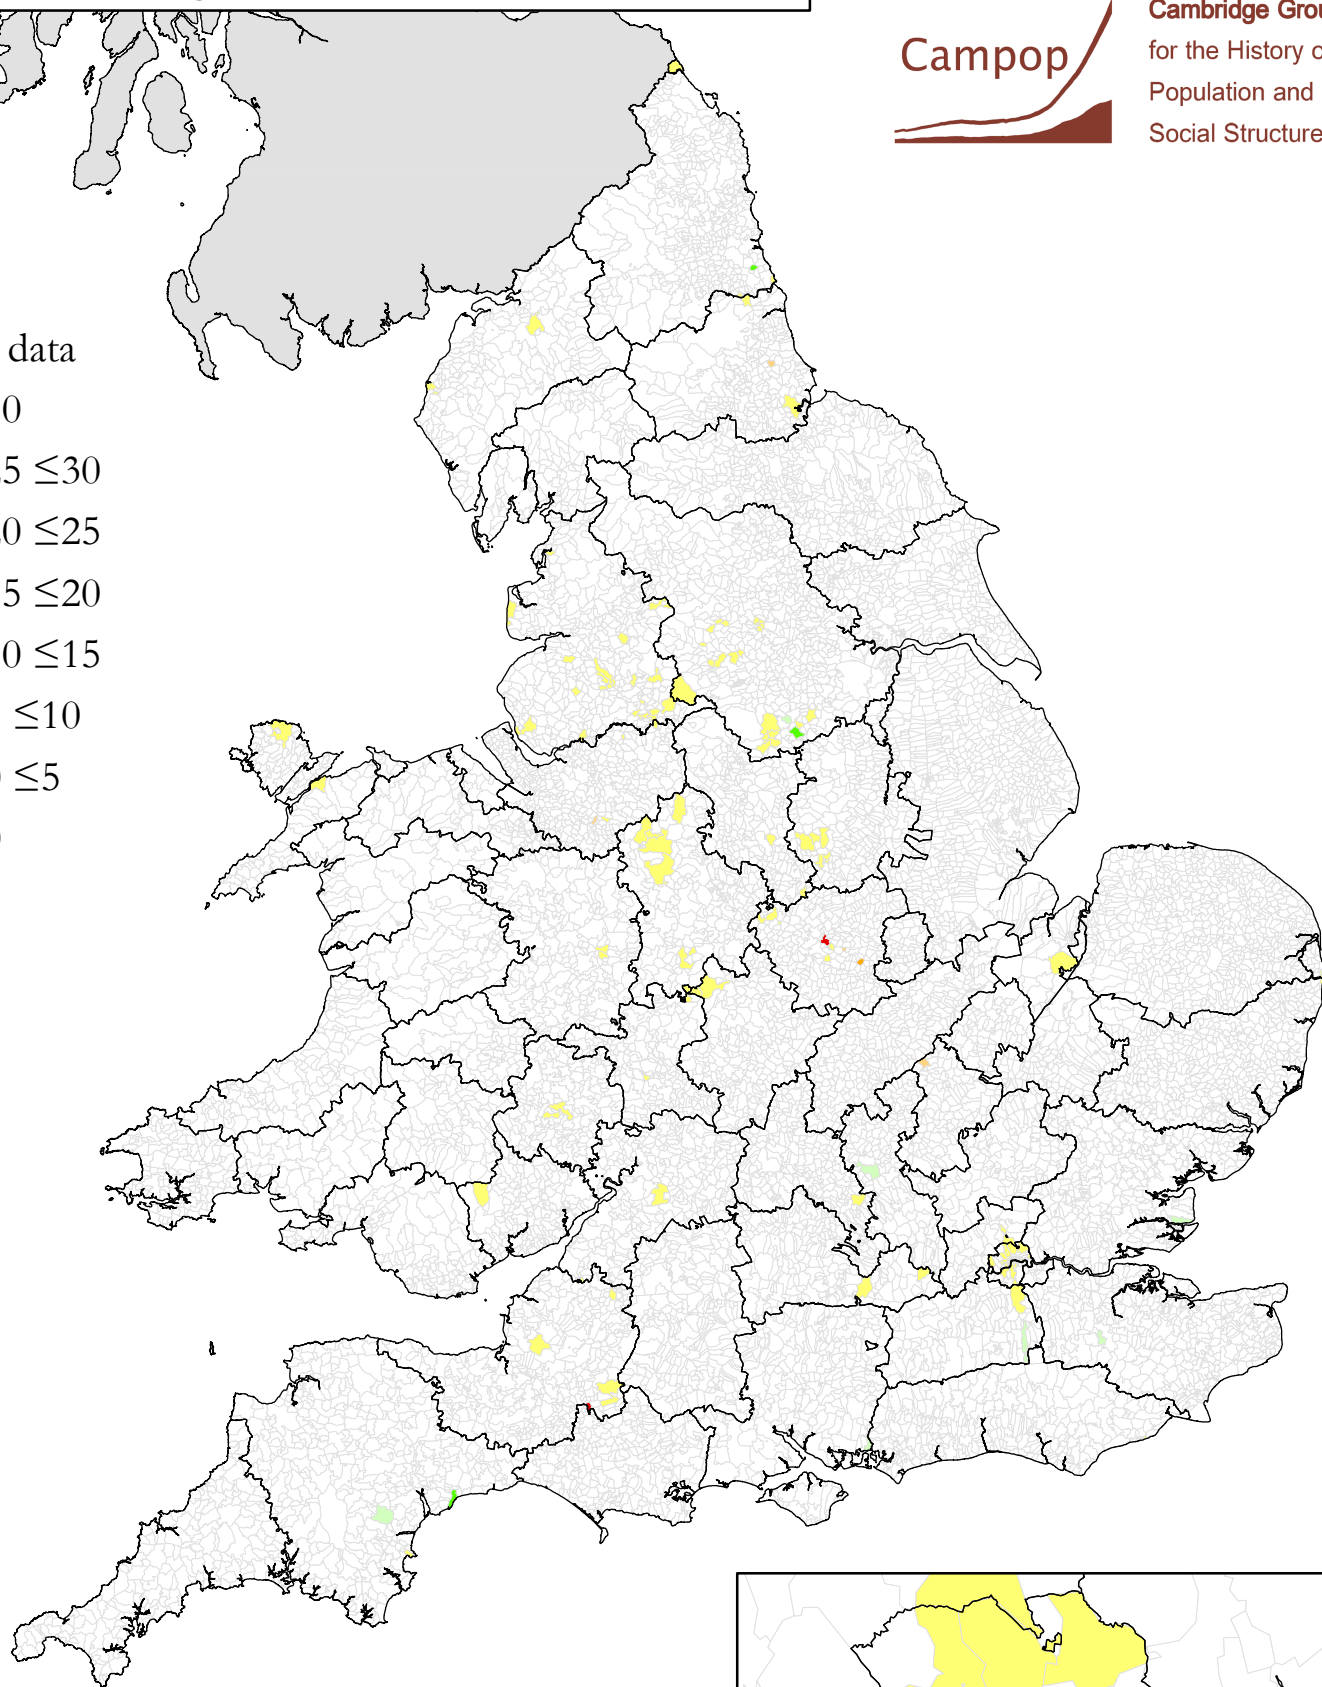 Cambridge Grou
Campop
for the History o
Population and
Social Structure
data
0
5 ≤30
0 ≤25
5 ≤20
0 ≤15
≤10
≤5